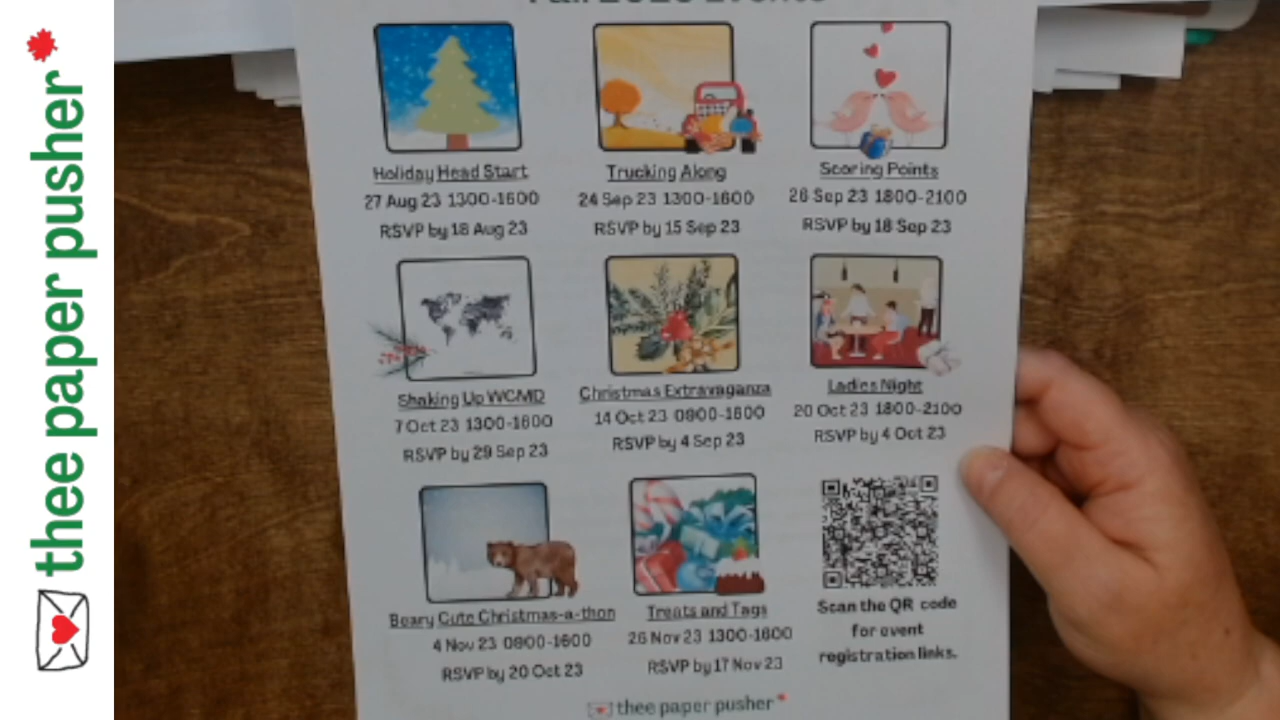 thee paper pusher
Fall 2023 Events
Holiday Head Start
27 Aug 23 1300-1600
RSVP by 18 Aug 23
Trucking Along
24 Sep 23 1300-1600
RSVP by 15 Sep 23
Scoring Points
26 Sep 23 1800-2100
RSVP by 18 Sep 23
Shaking Up WCMD
7 Oct 23 1300-1600
RSVP by 29 Sep 23
Christmas Extravaganza
14 Oct 23 0800-1600
RSVP by 4 Sep 23
Ladies Night
20 Oct 23 1800-2100
RSVP by 4 Oct 23
Beary Cute Christmas-a-thon
4 Nov 23 0800-1600
RSVP by 20 Oct 23
Treats and Tags
26 Nov 23 1300-1600
RSVP by 17 Nov 23
Scan the QR code
for event
registration links.
thee paper pusher